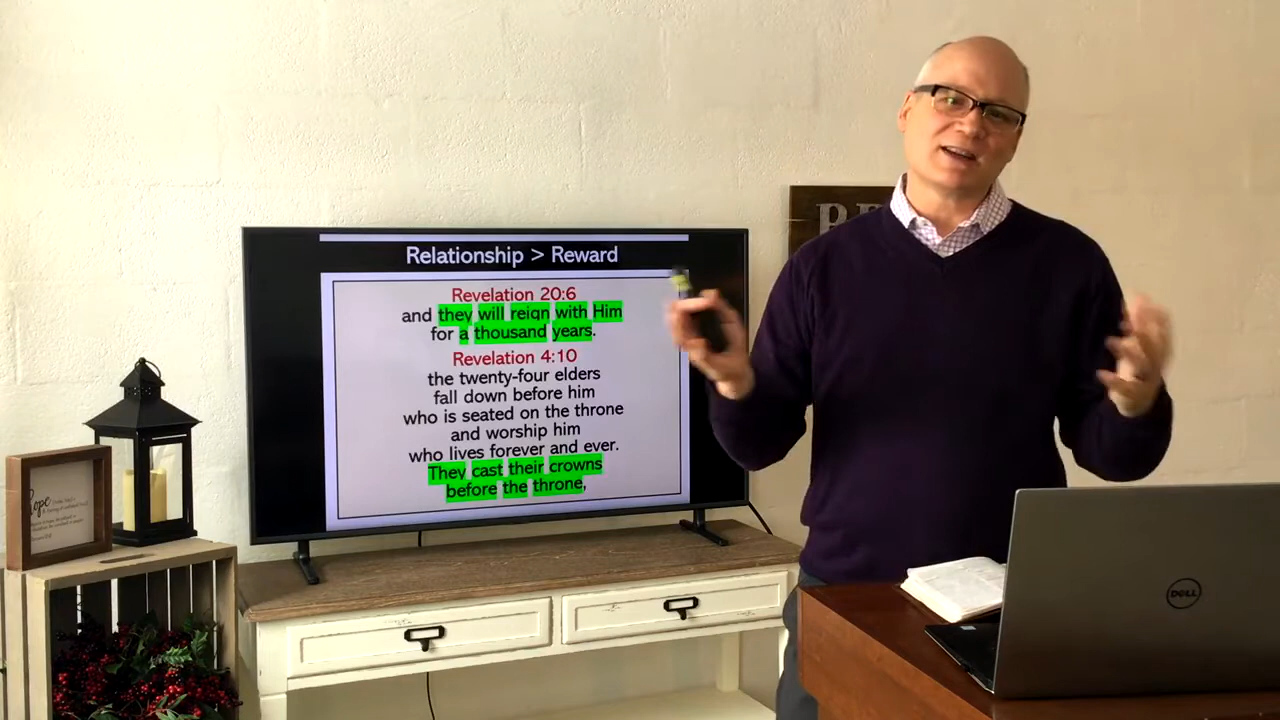 Relationship > Reward
Revelation 20:6
and they will reign with Him
for a thousand years.
Revelation 4:10
the twenty-four elders
fall down before him
who is seated on the throne
and worship him
who lives forever and ever.
They cast their crowns
before the throne,
Hope
DELL